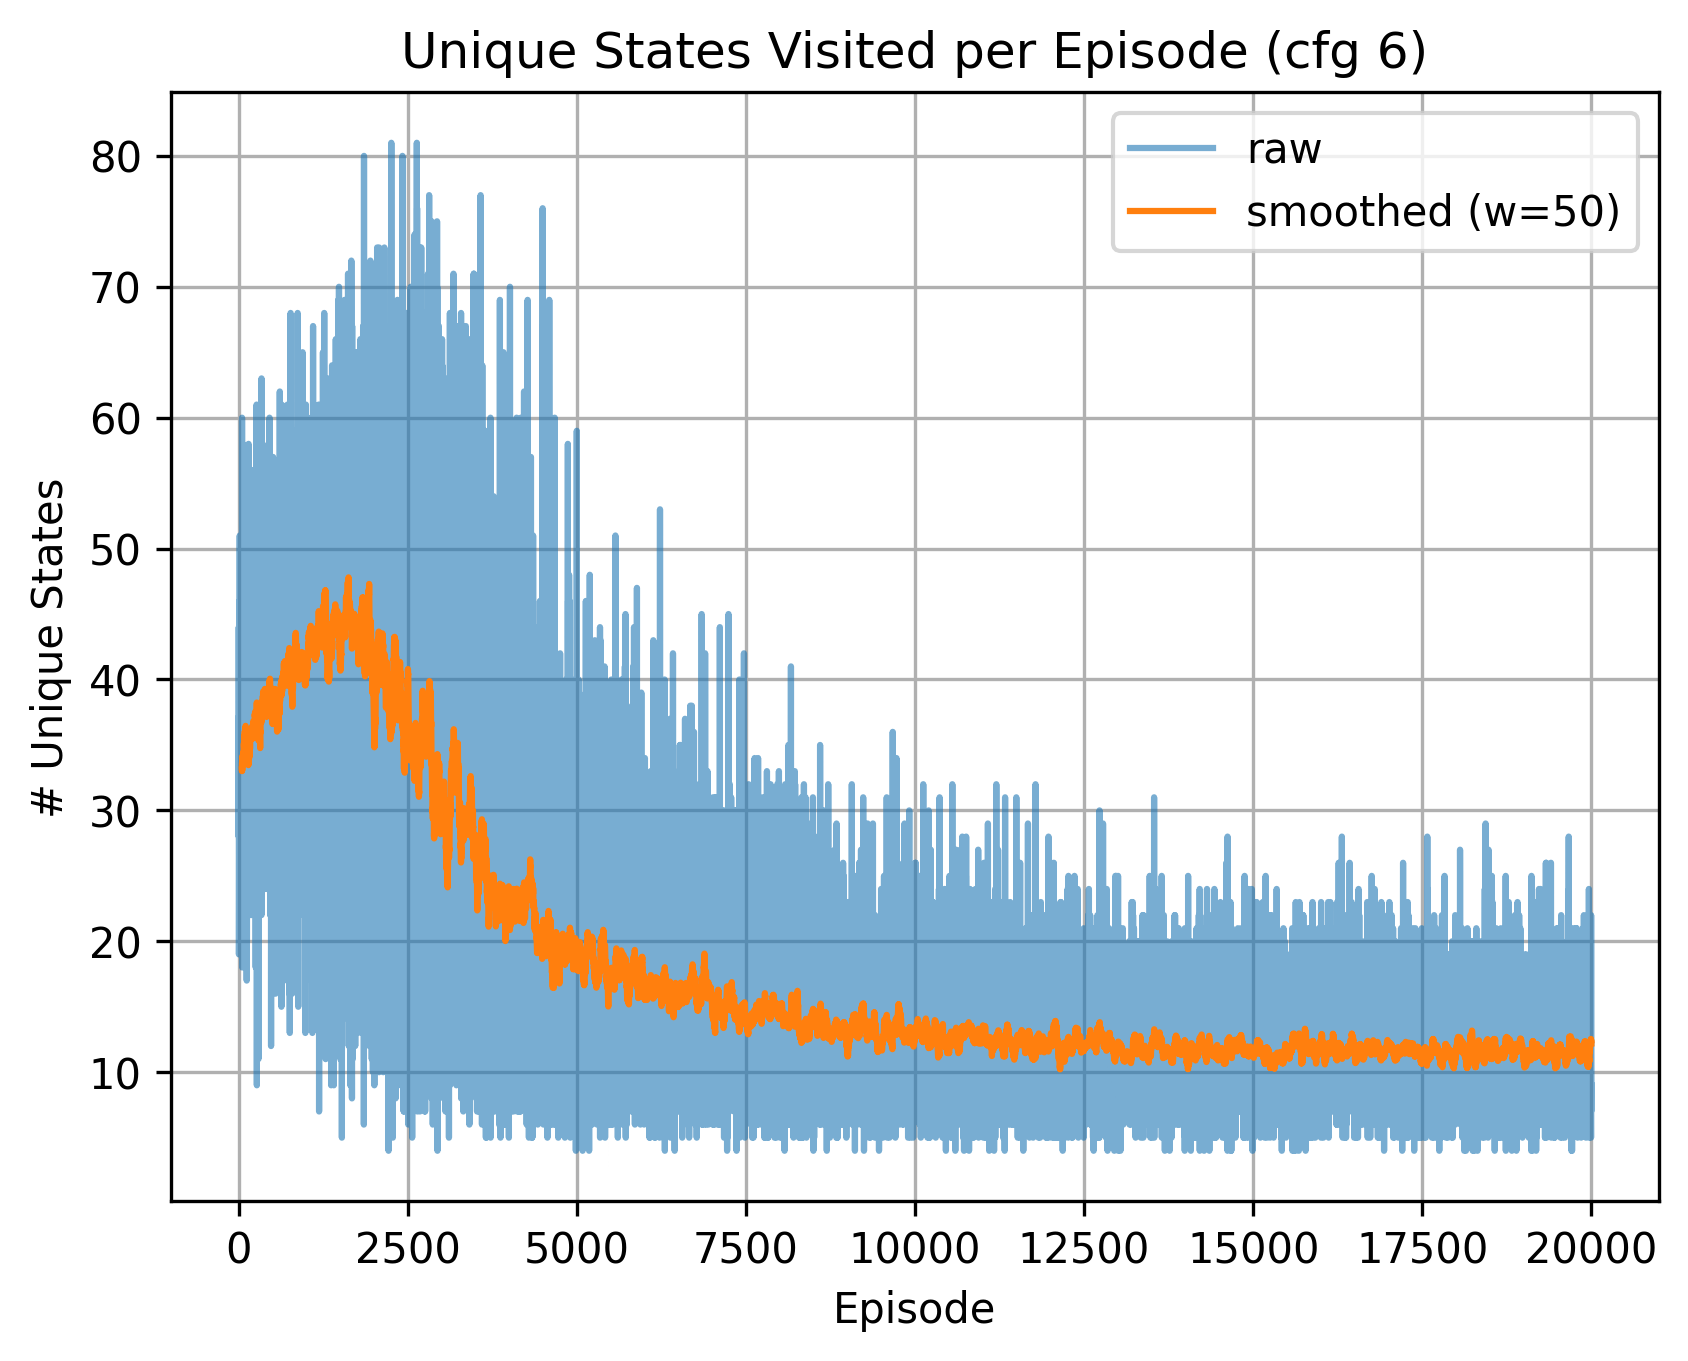 Unique States Visited per Episode (cfg 6)
raw
smoothed (w=50)
# Unique States
80
70
60
50
40
30
20
10
0 2500 5000 7500 10000 12500 15000 17500 20000
Episode